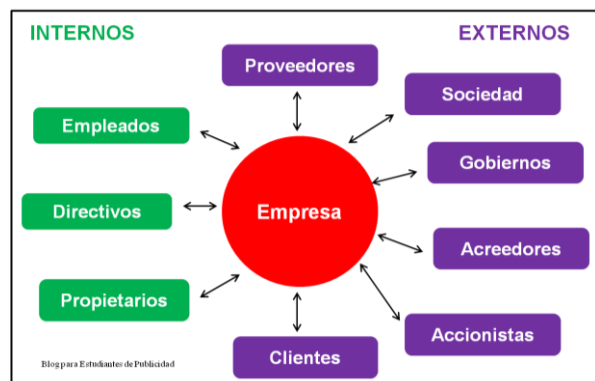 INTERNOS
EXTERNOS
Proveedores
Sociedad
Empleados
Gobiernos
Directivos
Empresa
Acreedores
Propietarios
Accionistas
Clientes
Blog para Estudiantes de Publicidad